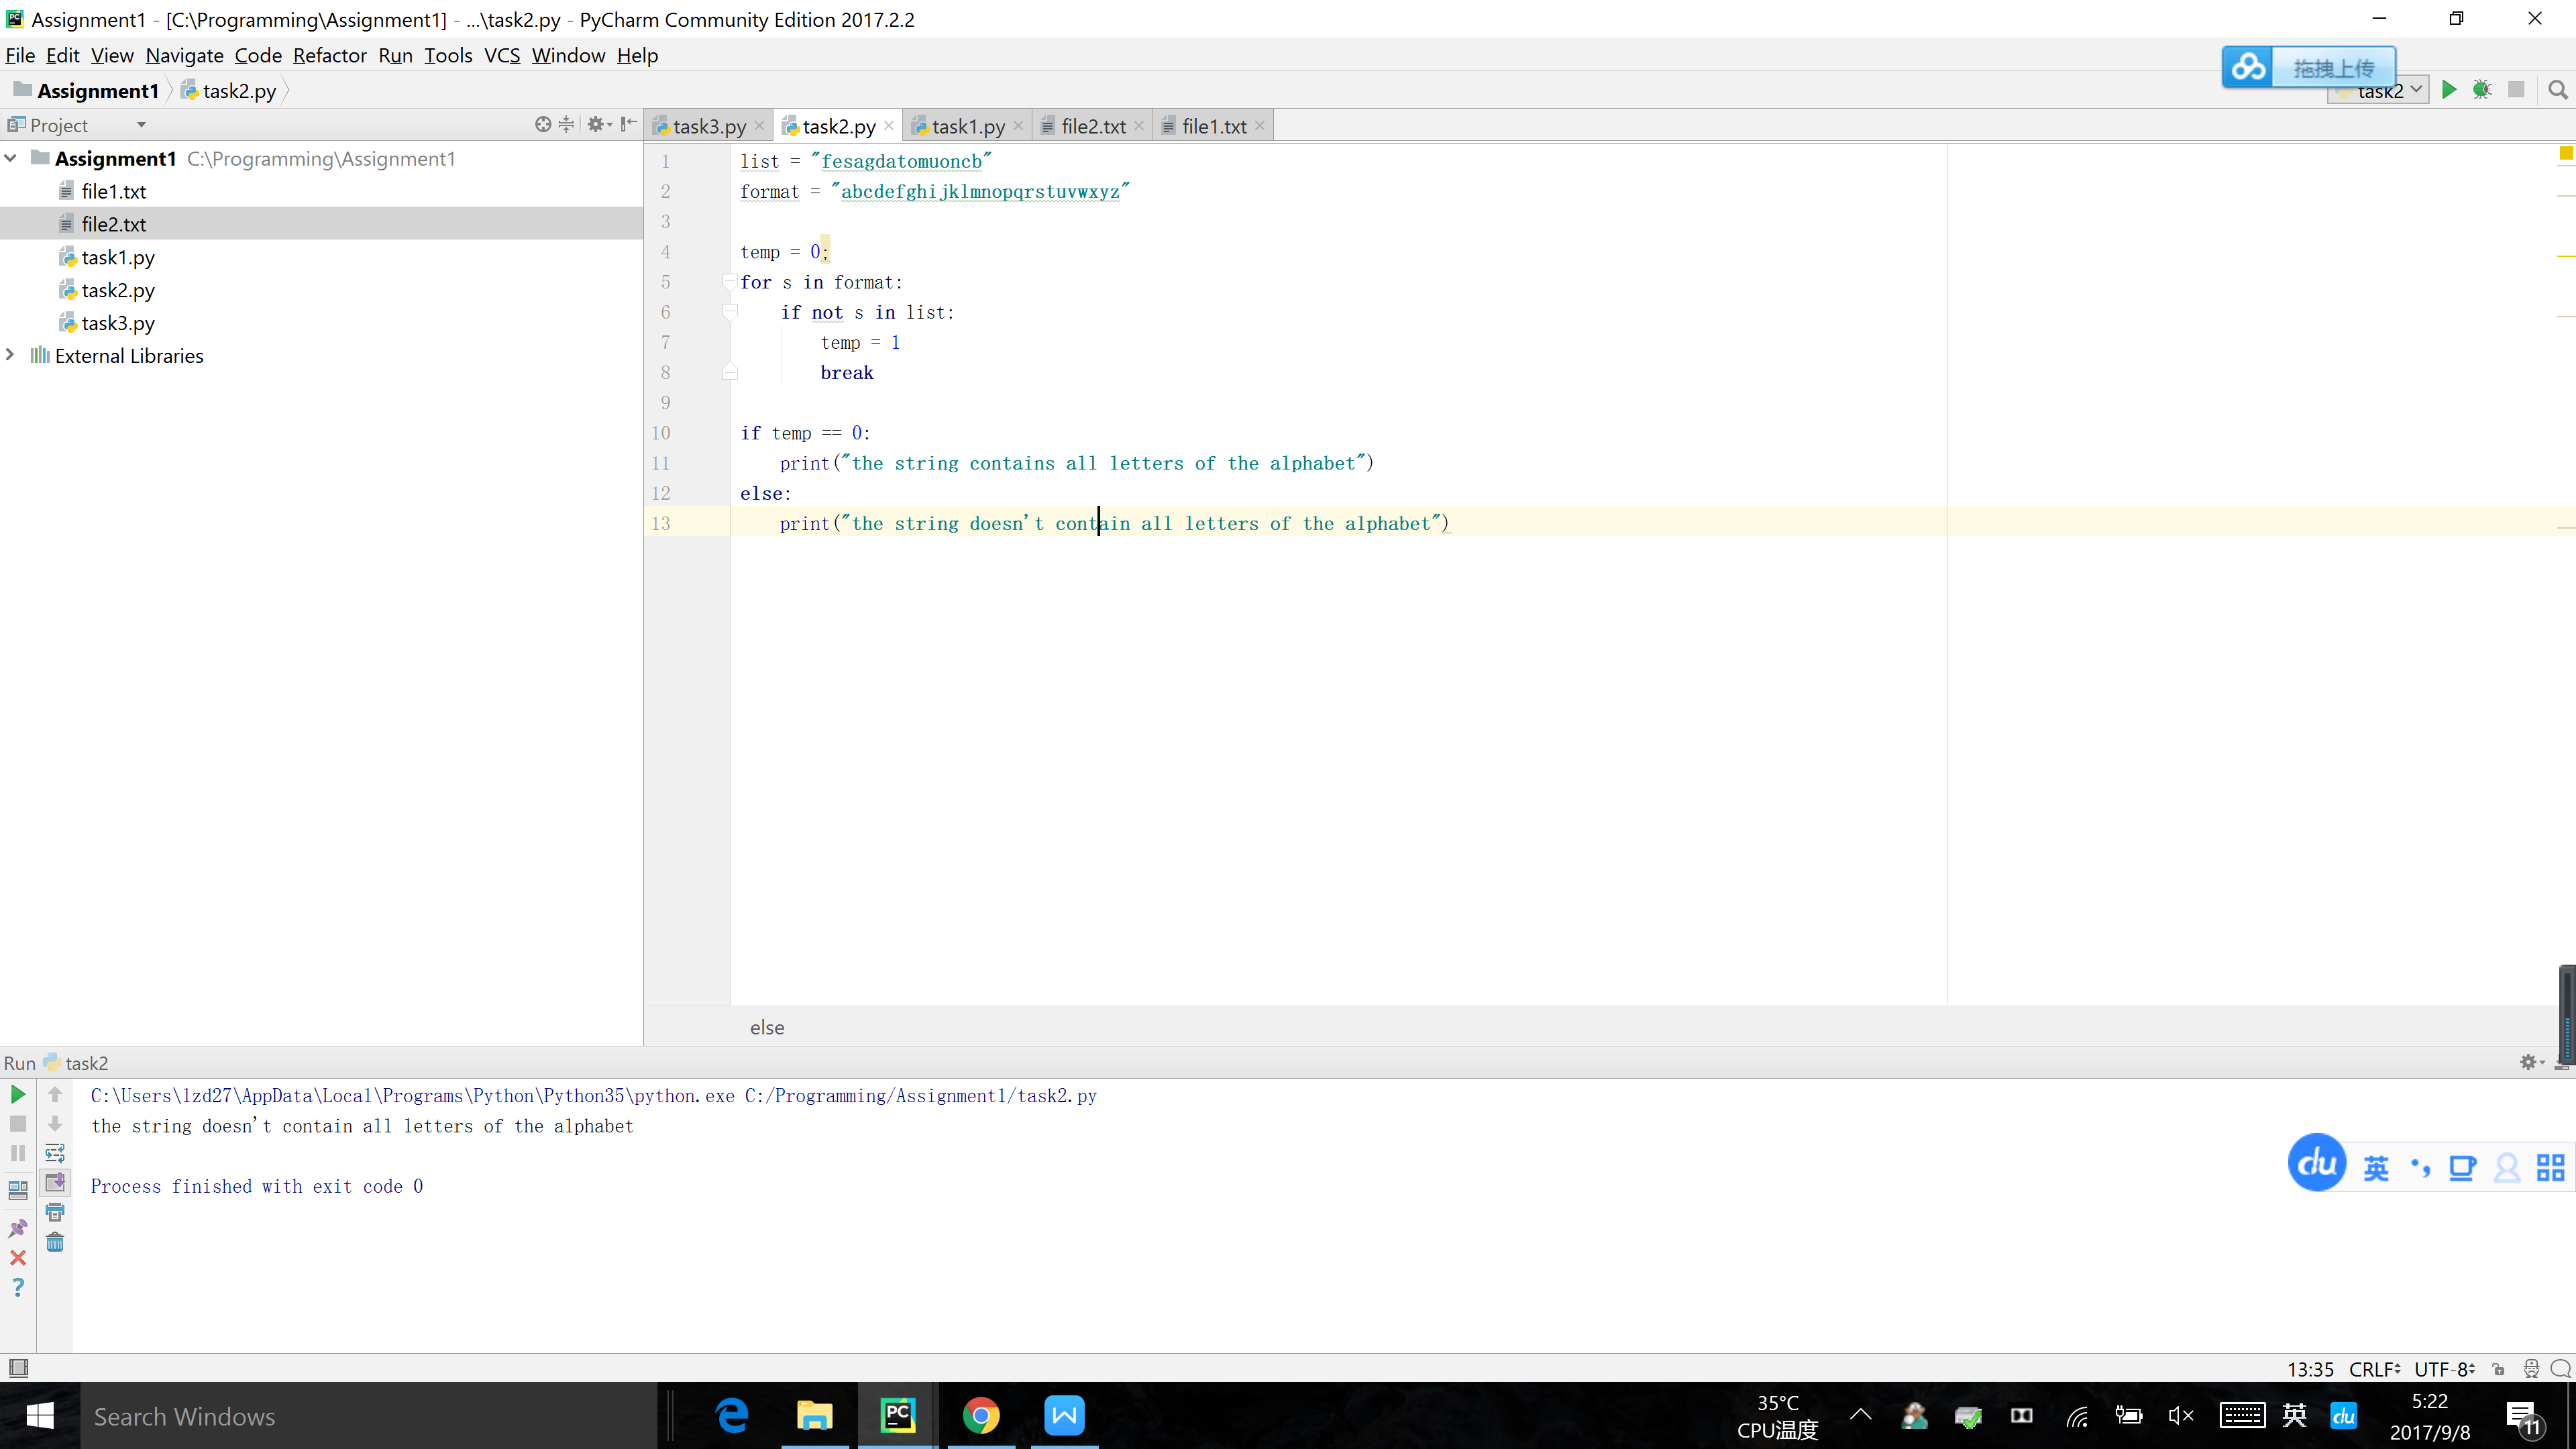 Assignment1 - [C:\Programming\Assignment1] - ...\task2.py - PyCharm Community Edition 2017.2.2
File Edit View Navigate Code Refactor Run Tools VCS Window Help
拖拽上传
Assignment1 task2.py
task2
Project
task3.py task2.py task1.py file2.txt file1.txt
Assignment1 C:\Programming\Assignment1
file1.txt
file2.txt
task1.py
task2.py
task3.py
External Libraries
1 list = "fesagdatomuoncb"
2 format = "abcdefghijklmnopqrstuvwxyz"
3
4 temp = 0;
5 for s in format:
6 if not s in list:
7 temp = 1
8 break
9
10 if temp == 0:
11 print("the string contains all letters of the alphabet")
12 else:
13 print("the string doesn't contain all letters of the alphabet")
else
Run task2
C:\Users\lzd27\AppData\Local\Programs\Python\Python35\python.exe C:/Programming/Assignment1/task2.py
the string doesn't contain all letters of the alphabet
Process finished with exit code 0
du 英
13:35 CRLF UTF-8
Search Windows
PC
35°C
CPU温度
英
du
5:22
2017/9/8
11